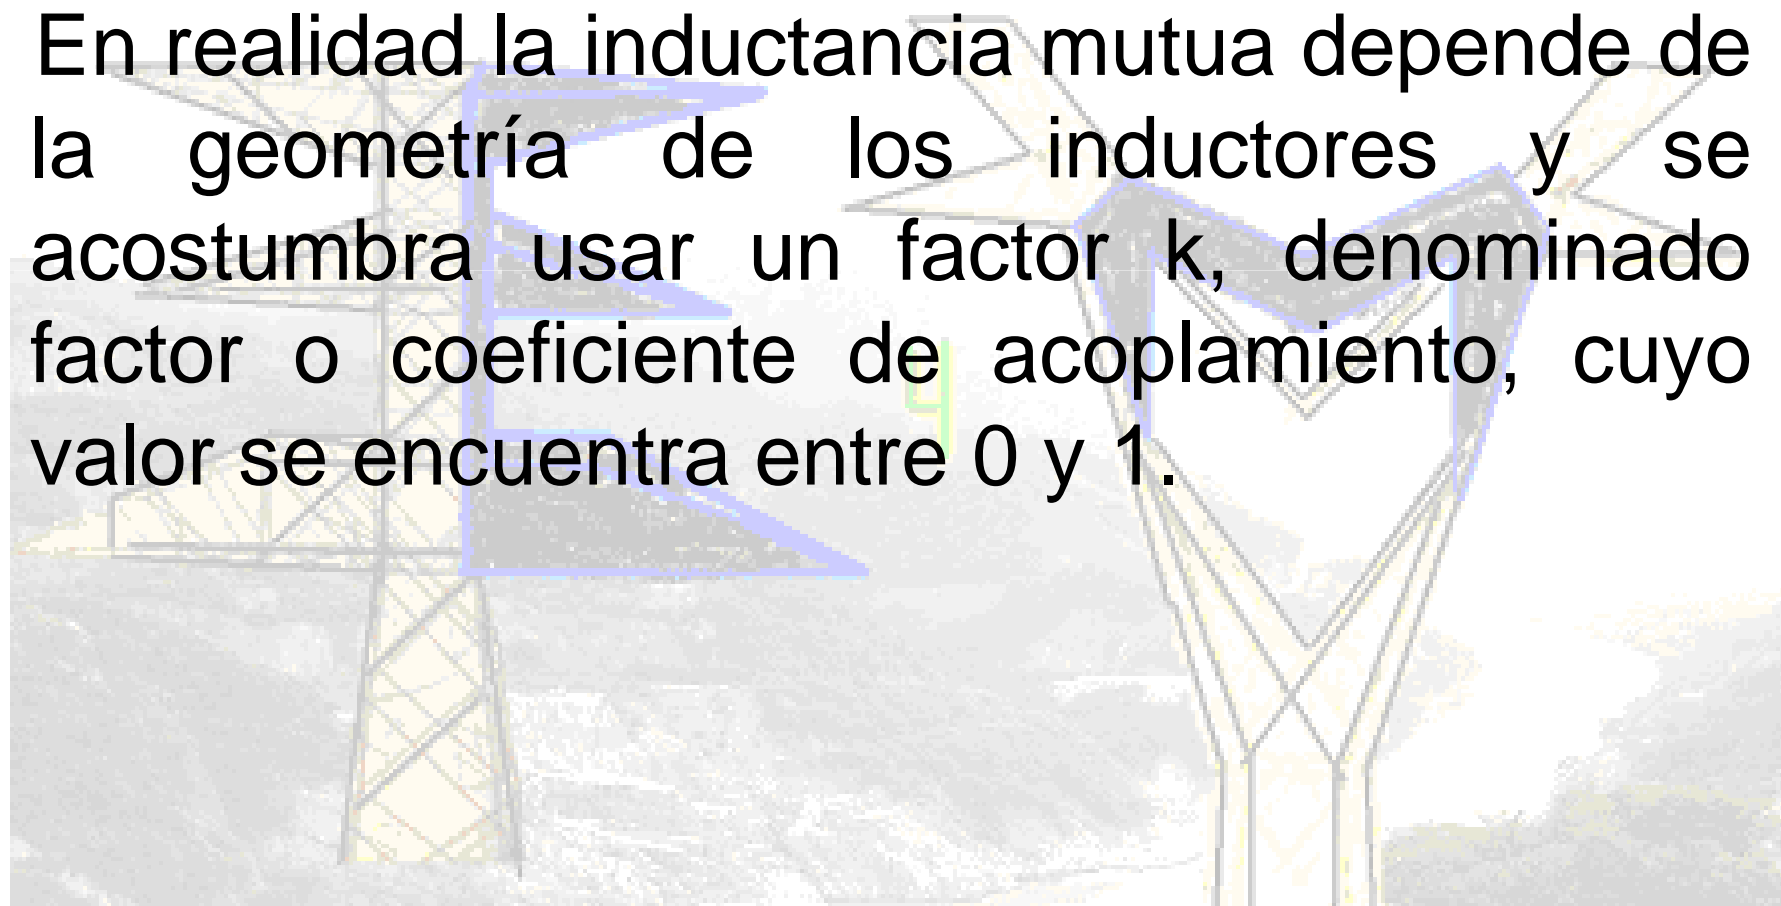 En realidad la inductancia mutua depende de
la geometría de los inductores y se
acostumbra usar un factor k, denominado
factor o coeficiente de acoplamiento, cuyo
valor se encuentra entre 0 y 1.